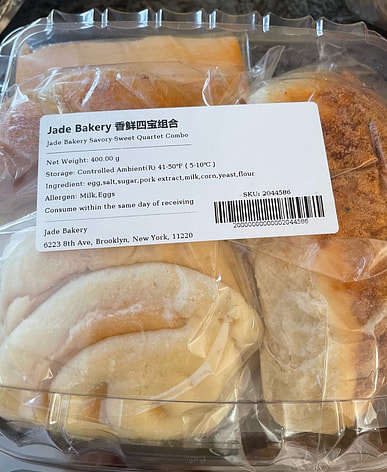 Jade Bakery 香鲜四宝组合
Jade Bakery Savory-Sweet Quartet Combo
Net Weight: 400.00 g
Storage: Controlled Ambient(R) 41-50°F ( 5-10°C )
Ingredient: egg,salt,sugar,pork extract,milk,corn,yeast,flour
Allergen: Milk,Eggs
Consume within the same day of receiving
SKU: 2044586
20000000000002044586
Jade Bakery
6223 8th Ave, Brooklyn, New York, 11220